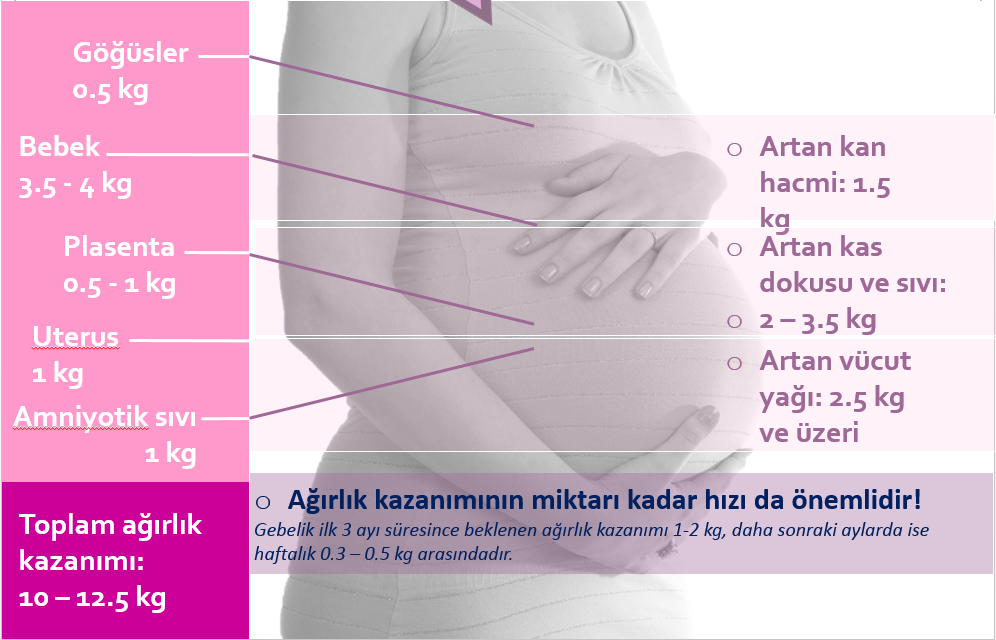 Göğüsler
0.5 kg
Bebek
3.5 - 4 kg
Plasenta
0.5 - 1 kg
Uterus
1 kg
Amniyotik sıvı
1 kg
Toplam ağırlık
kazanımı:
10 – 12.5 kg
o Artan kan
hacmi: 1.5
kg
o Artan kas
dokusu ve sıvı:
o 2 – 3.5 kg
o Artan vücut
yağı: 2.5 kg
ve üzeri
o Ağırlık kazanımının miktarı kadar hızı da önemlidir!
Gebelik ilk 3 ayı süresince beklenen ağırlık kazanımı 1-2 kg, daha sonraki aylarda ise
haftalık 0.3 – 0.5 kg arasındadır.